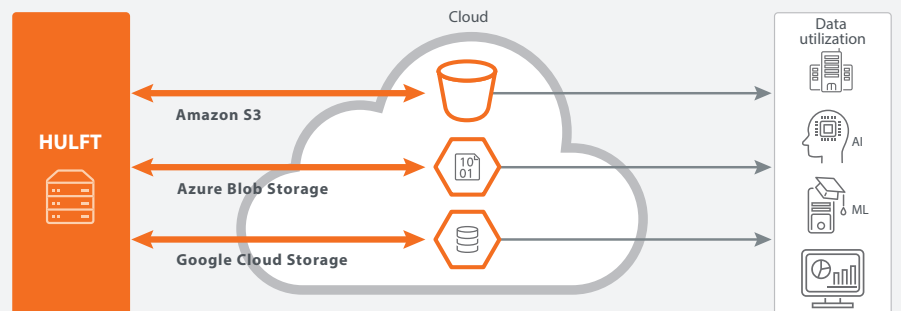 Cloud
Data
utilization
Amazon S3
HULFT
AI
10
01
Azure Blob Storage
ML
Google Cloud Storage